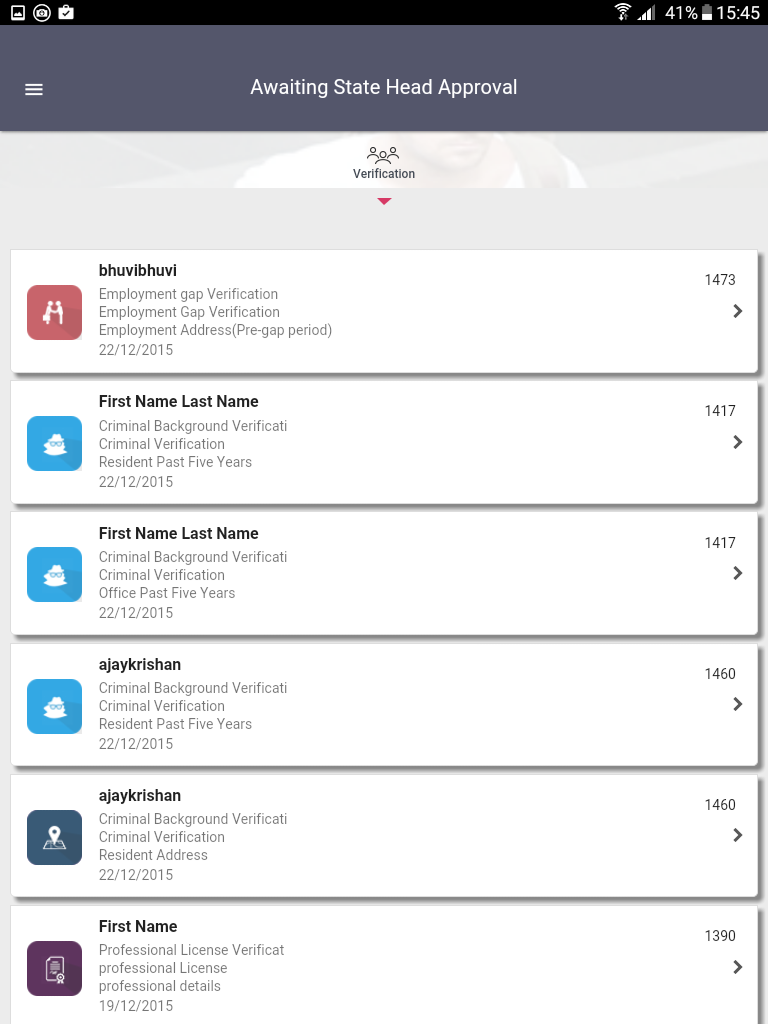 41% 15:45
Awaiting State Head Approval
Verification
bhuvibhuvi
1473
Employment gap Verification
Employment Gap Verification
Employment Address(Pre-gap period)
22/12/2015
First Name Last Name
1417
Criminal Background Verificati
Criminal Verification
Resident Past Five Years
22/12/2015
First Name Last Name
1417
Criminal Background Verificati
Criminal Verification
Office Past Five Years
22/12/2015
ajaykrishan
1460
Criminal Background Verificati
Criminal Verification
Resident Past Five Years
22/12/2015
ajaykrishan
1460
Criminal Background Verificati
Criminal Verification
Resident Address
22/12/2015
First Name
1390
Professional License Verificat
professional License
professional details
19/12/2015